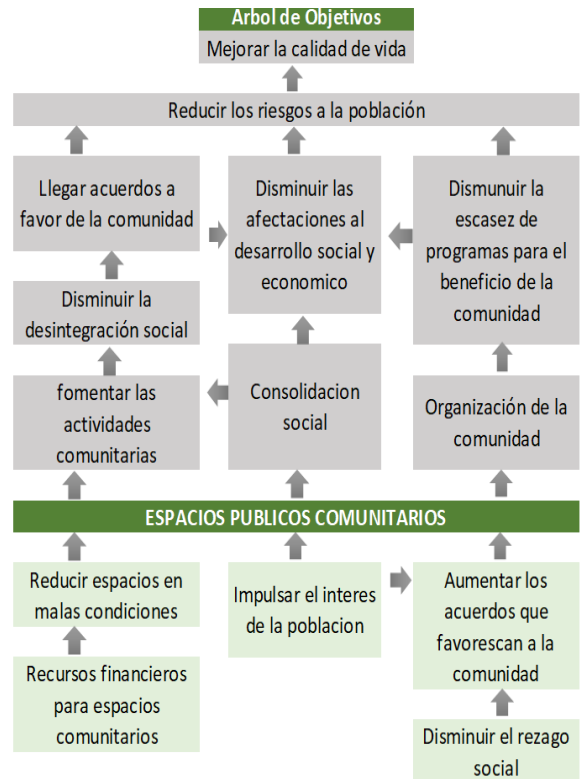 Arbol de Objetivos
Mejorar la calidad de vida
Reducir los riesgos a la población
Llegar acuerdos a
favor de la comunidad
Disminuir las
afectaciones al
desarrollo social y
economico
Dismunuir la
escasez de
programas para el
beneficio de la
comunidad
Disminuir la
desintegración social
fomentar las
actividades
comunitarias
Consolidacion
social
Organización de la
comunidad
ESPACIOS PUBLICOS COMUNITARIOS
Reducir espacios en
malas condiciones
Impulsar el interes
de la poblacion
Aumentar los
acuerdos que
favorescan a la
comunidad
Recursos financieros
para espacios
comunitarios
Disminuir el rezago
social